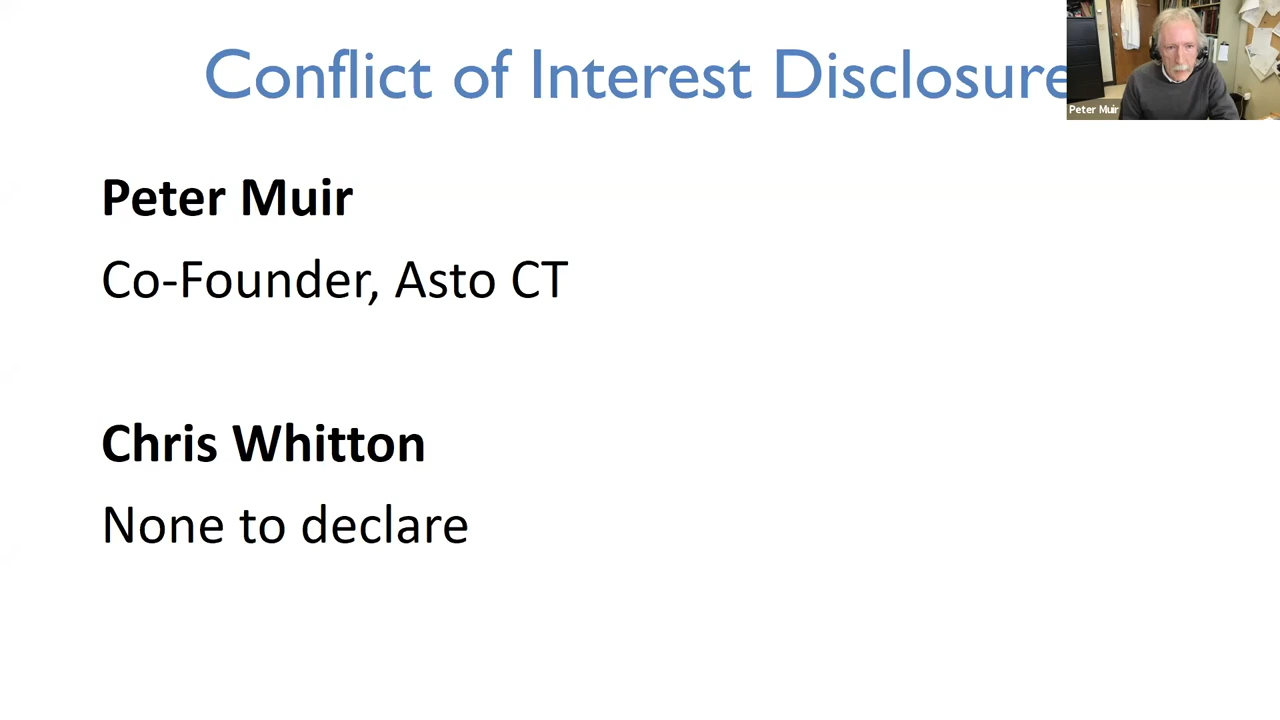 Conflict of Interest Disclosure
Peter Muir
Peter Muir
Co-Founder, Asto CT
Chris Whitton
None to declare